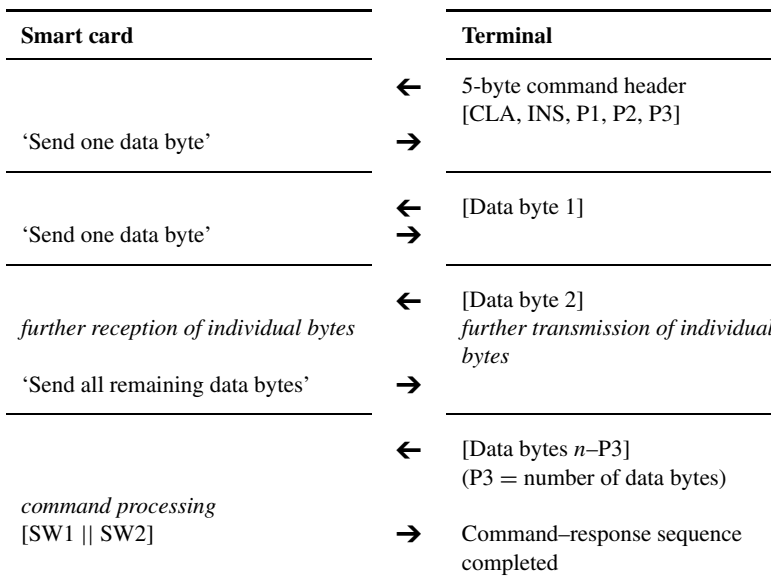 Smart card Terminal
← 5-byte command header
[CLA, INS, P1, P2, P3]
‘Send one data byte’ →
← [Data byte 1]
‘Send one data byte’ →
← [Data byte 2]
further reception of individual bytes further transmission of individual
bytes
‘Send all remaining data bytes’ →
← [Data bytes n–P3]
(P3 = number of data bytes)
command processing
[SW1 || SW2] → Command–response sequence
completed